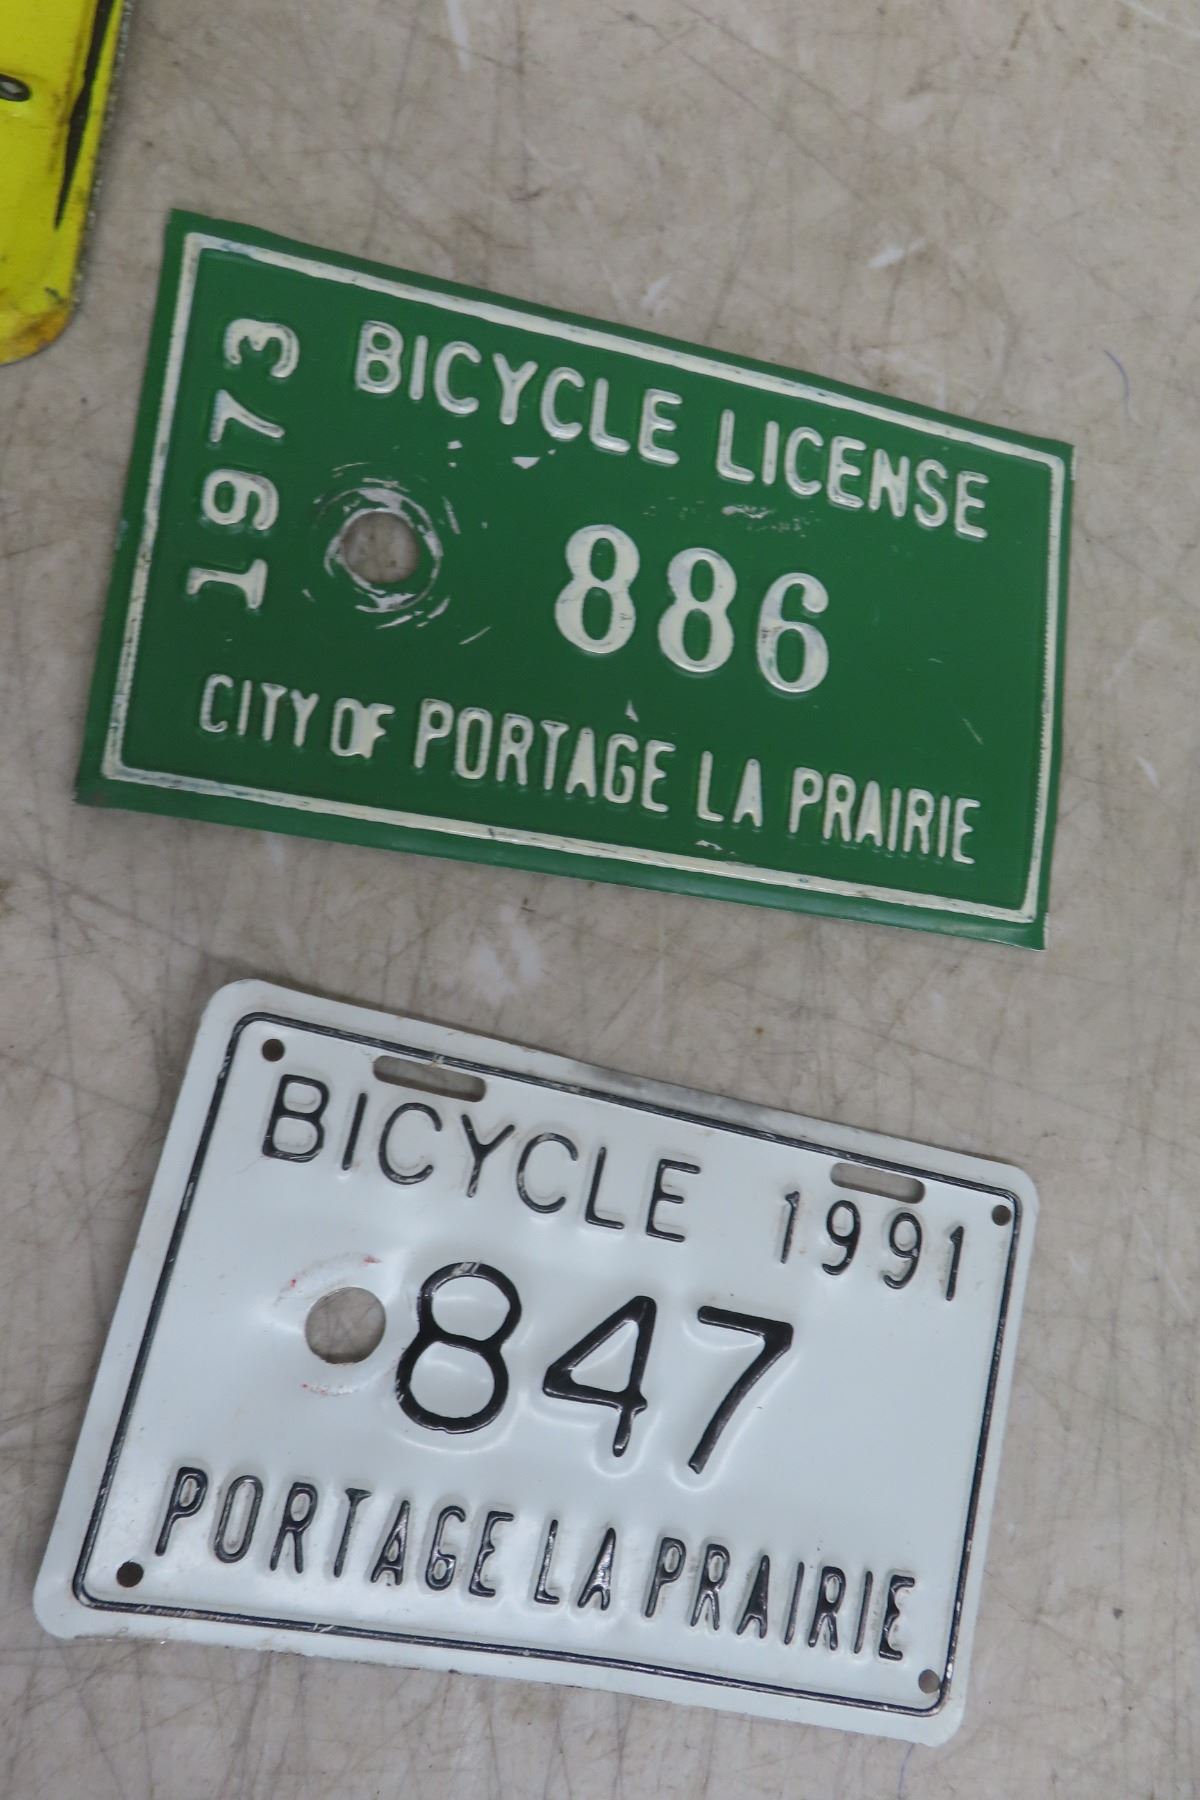 BICYCLE LICENSE
1973
886
CITY OF PORTAGE LA PRAIRIE
BICYCLE 1991
847
PORTAGE LA PRAIRIE